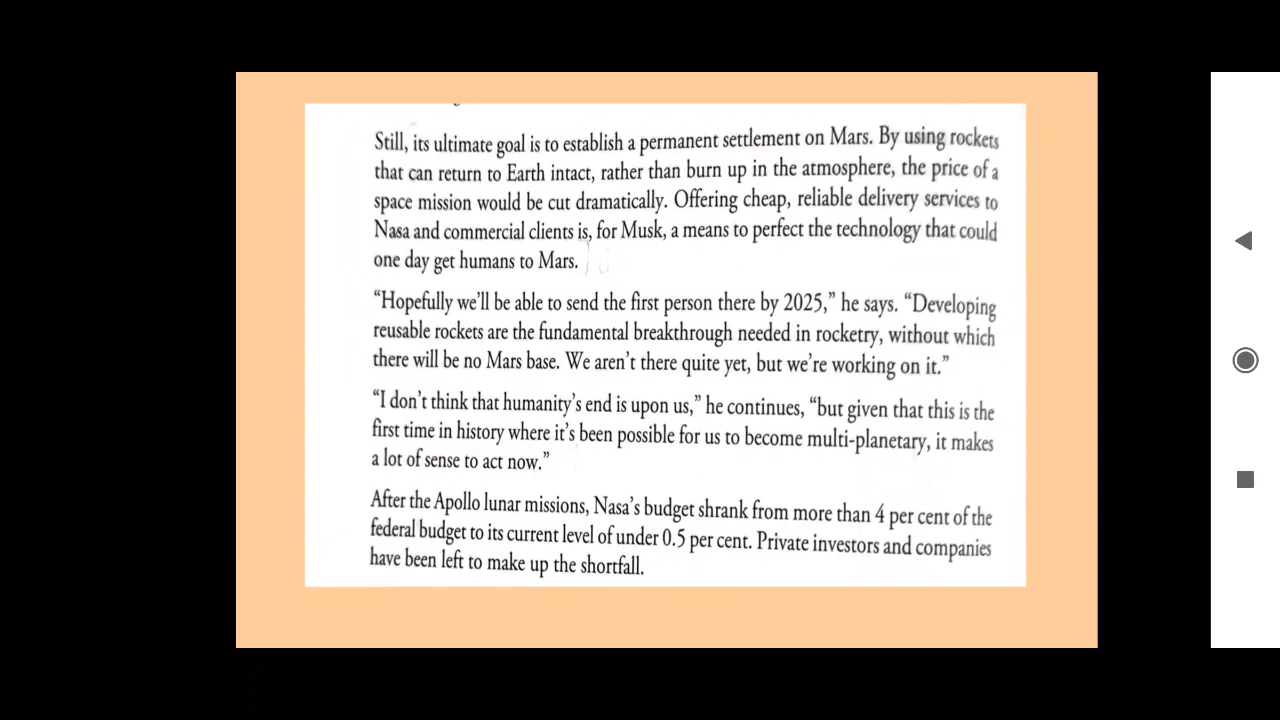 Still, its ultimate goal is to establish a permanent settlement on Mars. By using rockets
that can return to Earth intact, rather than burn up in the atmosphere, the price of a
space mission would be cut dramatically. Offering cheap, reliable delivery services to
Nasa and commercial clients is, for Musk, a means to perfect the technology that could
one day get humans to Mars.
“Hopefully we’ll be able to send the first person there by 2025,” he says. “Developing
reusable rockets are the fundamental breakthrough needed in rocketry, without which
there will be no Mars base. We aren’t there quite yet, but we’re working on it.”
“I don’t think that humanity’s end is upon us,” he continues, “but given that this is the
first time in history where it’s been possible for us to become multi-planetary, it makes
a lot of sense to act now.”
After the Apollo lunar missions, Nasa’s budget shrank from more than 4 per cent of the
federal budget to its current level of under 0.5 per cent. Private investors and companies
have been left to make up the shortfall.